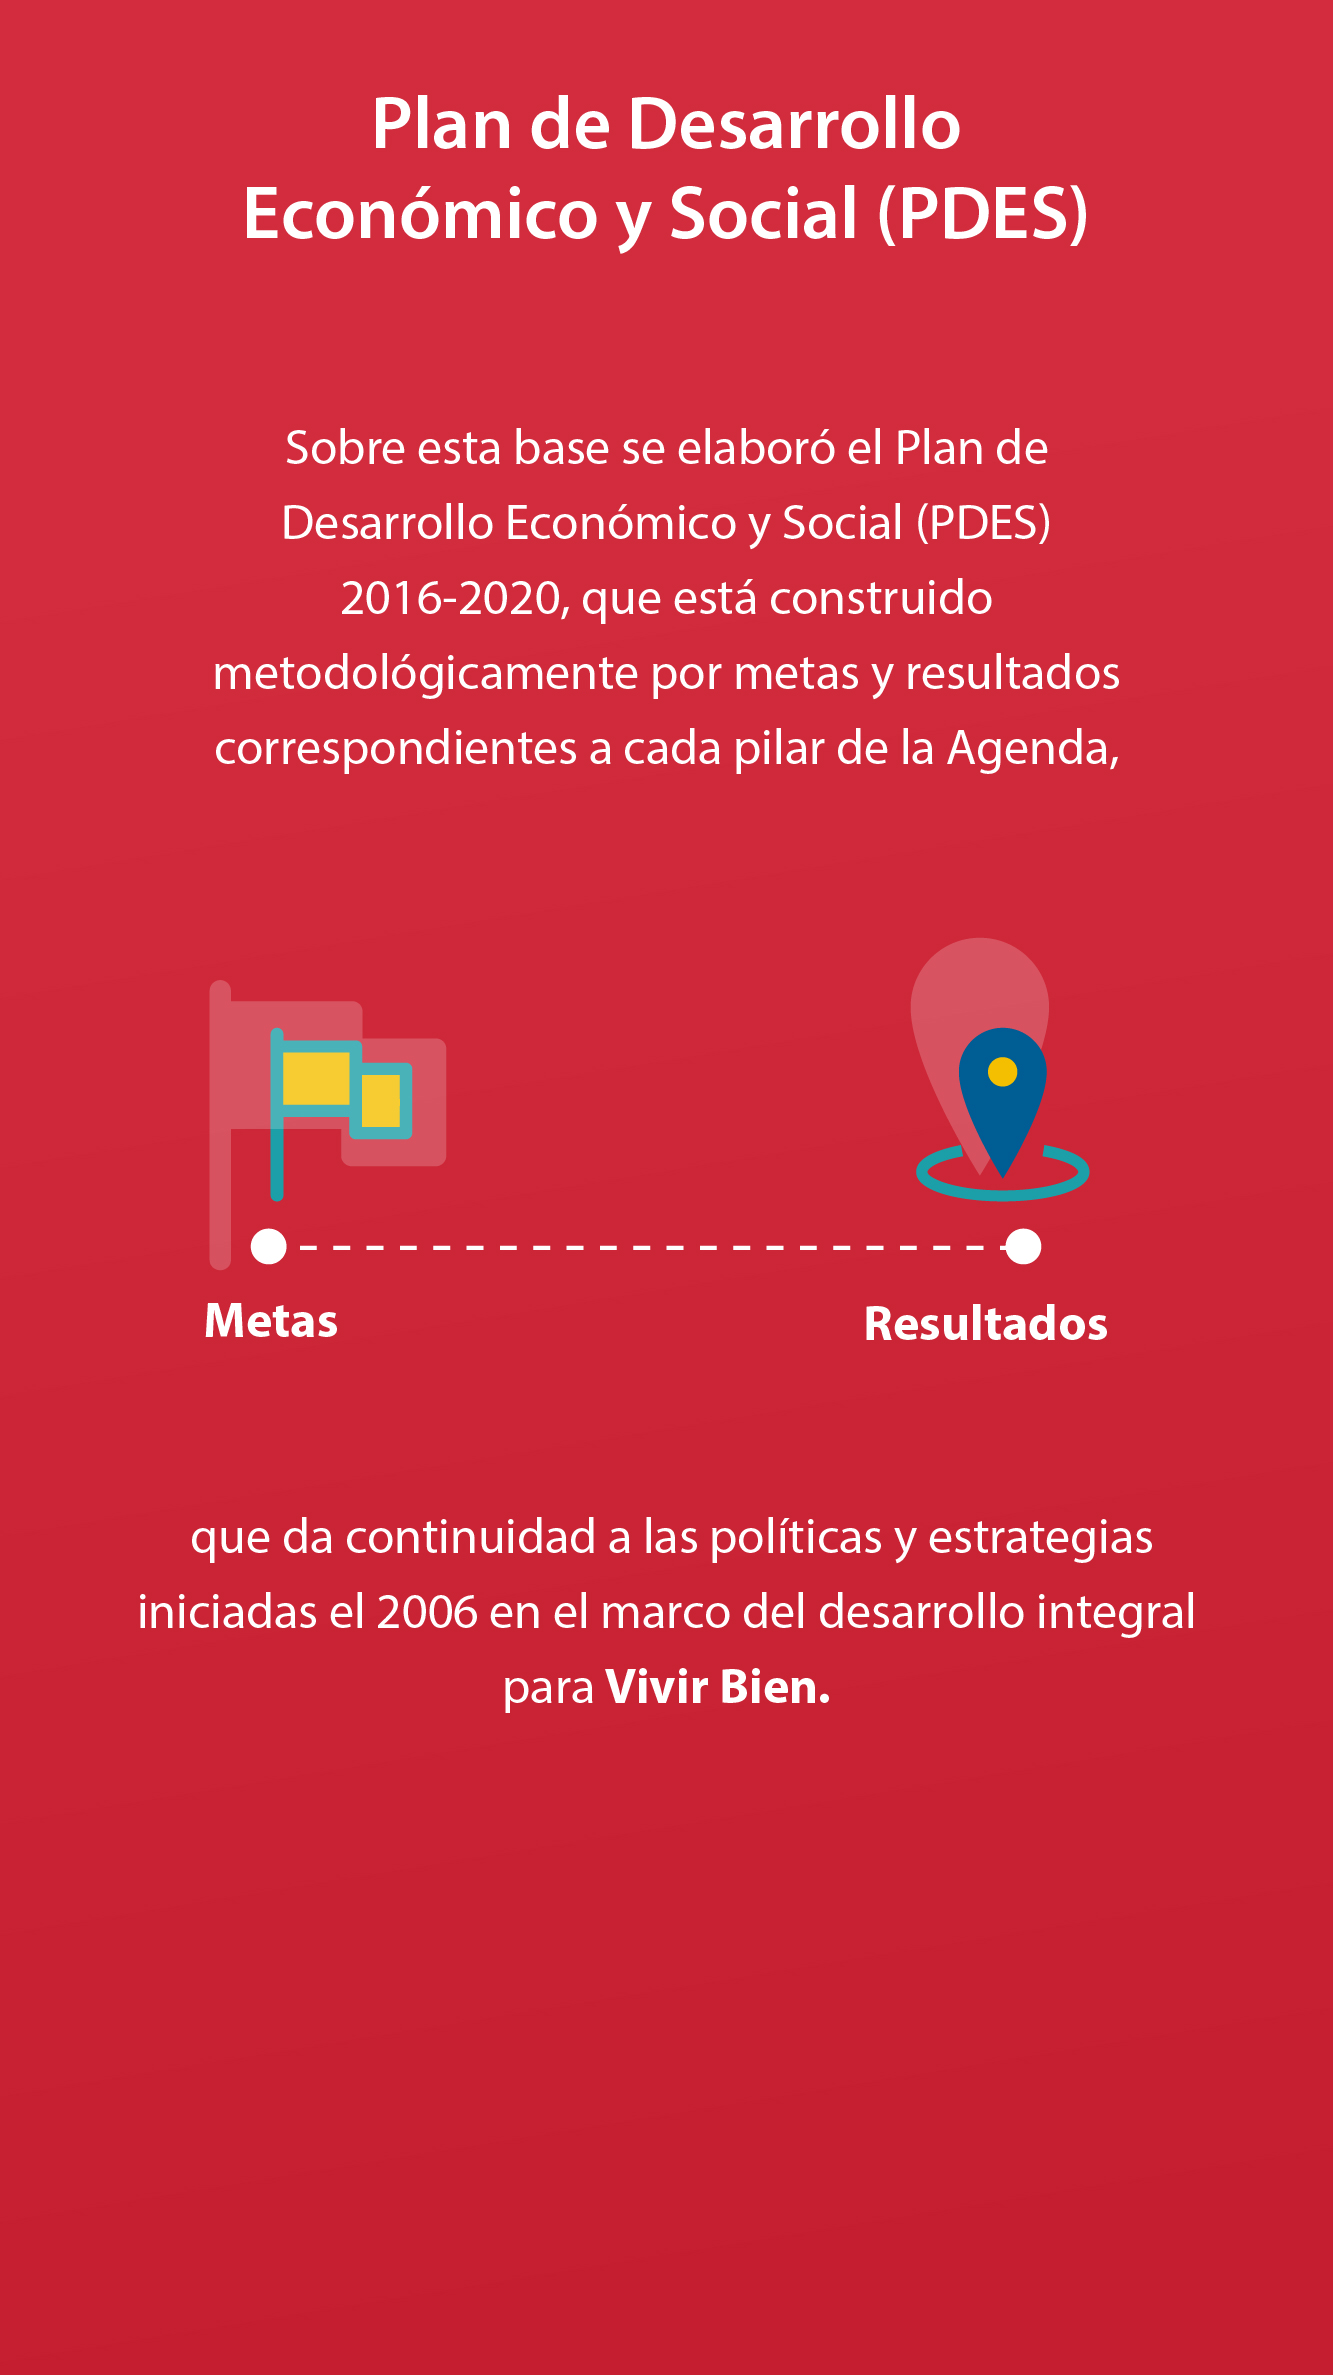 Plan de Desarrollo
Económico y Social (PDES)
Sobre esta base se elaboró el Plan de
Desarrollo Económico y Social (PDES)
2016-2020, que está construido
metodológicamente por metas y resultados
correspondientes a cada pilar de la Agenda,
Metas
Resultados
que da continuidad a las políticas y estrategias
iniciadas el 2006 en el marco del desarrollo integral
para Vivir Bien.